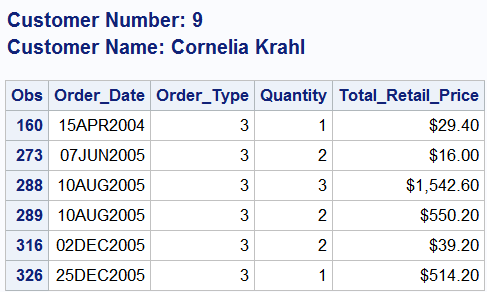 Customer Number: 9
Customer Name: Cornelia Krahl
Obs Order_Date Order_Type Quantity Total_Retail_Price
160 15APR2004 3 1 $29.40
273 07JUN2005 3 2 $16.00
288 10AUG2005 3 3 $1,542.60
289 10AUG2005 3 2 $550.20
316 02DEC2005 3 2 $39.20
326 25DEC2005 3 1 $514.20